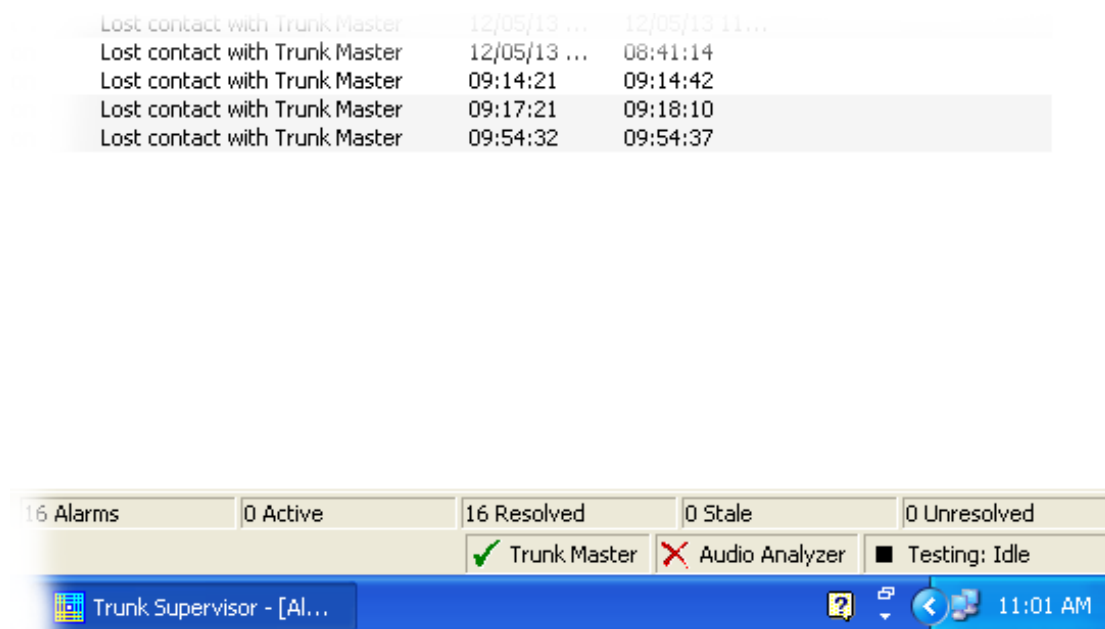 Lost contact with Trunk Master 12/05/13 ... 12/05/13 11...
Lost contact with Trunk Master 12/05/13 ... 08:41:14
Lost contact with Trunk Master 09:14:21 09:14:42
Lost contact with Trunk Master 09:17:21 09:18:10
Lost contact with Trunk Master 09:54:32 09:54:37
16 Alarms 0 Active 16 Resolved 0 Stale 0 Unresolved
Trunk Master Audio Analyzer Testing: Idle
Trunk Supervisor - [Al... ? 11:01 AM